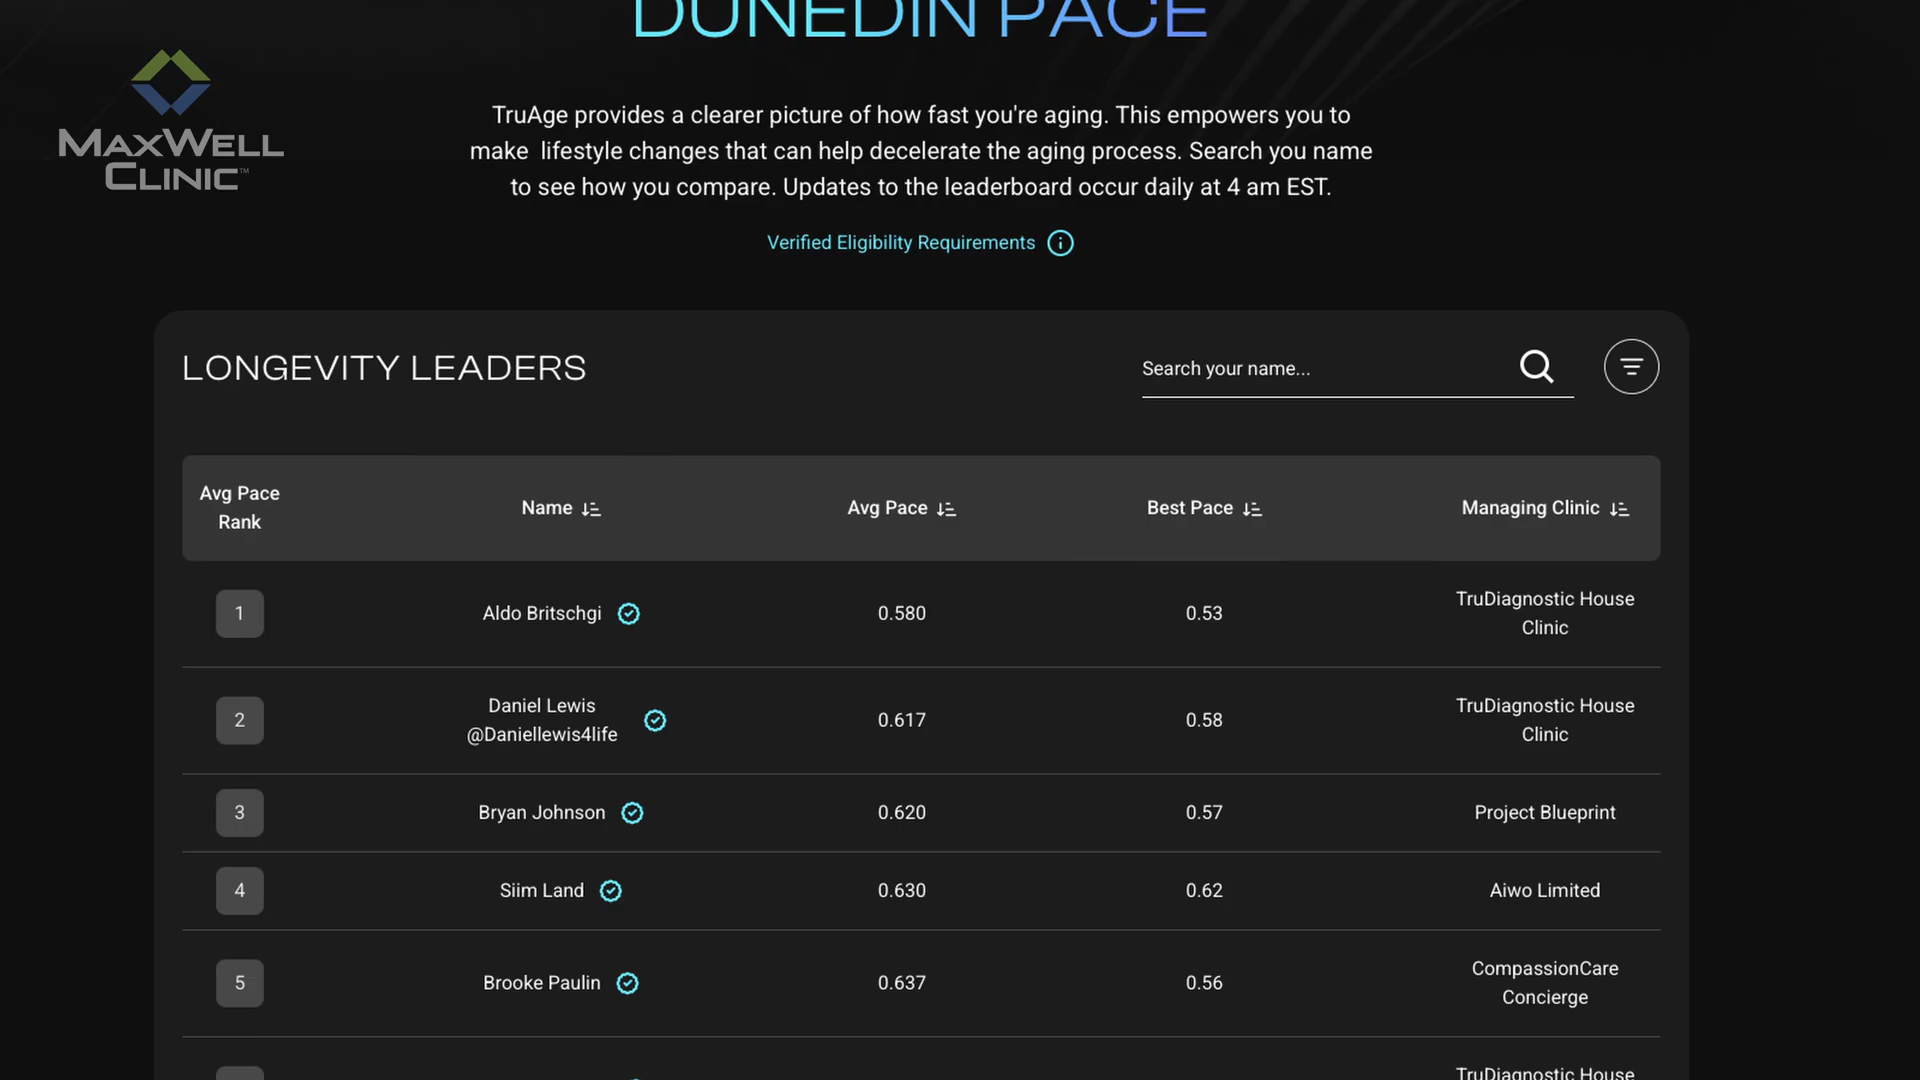 DUNEDIN PACE
MAXWELL
CLINIC™
TruAge provides a clearer picture of how fast you're aging. This empowers you to
make lifestyle changes that can help decelerate the aging process. Search you name
to see how you compare. Updates to the leaderboard occur daily at 4 am EST.
Verified Eligibility Requirements
LONGEVITY LEADERS
Search your name...
Avg Pace
Rank
Name
Avg Pace
Best Pace
Managing Clinic
1
Aldo Britschgi
0.580
0.53
TruDiagnostic House
Clinic
2
Daniel Lewis
@Daniellewis4life
0.617
0.58
TruDiagnostic House
Clinic
3
Bryan Johnson
0.620
0.57
Project Blueprint
4
Siim Land
0.630
0.62
Aiwo Limited
5
Brooke Paulin
0.637
0.56
CompassionCare
Concierge
TruDiagnostic House